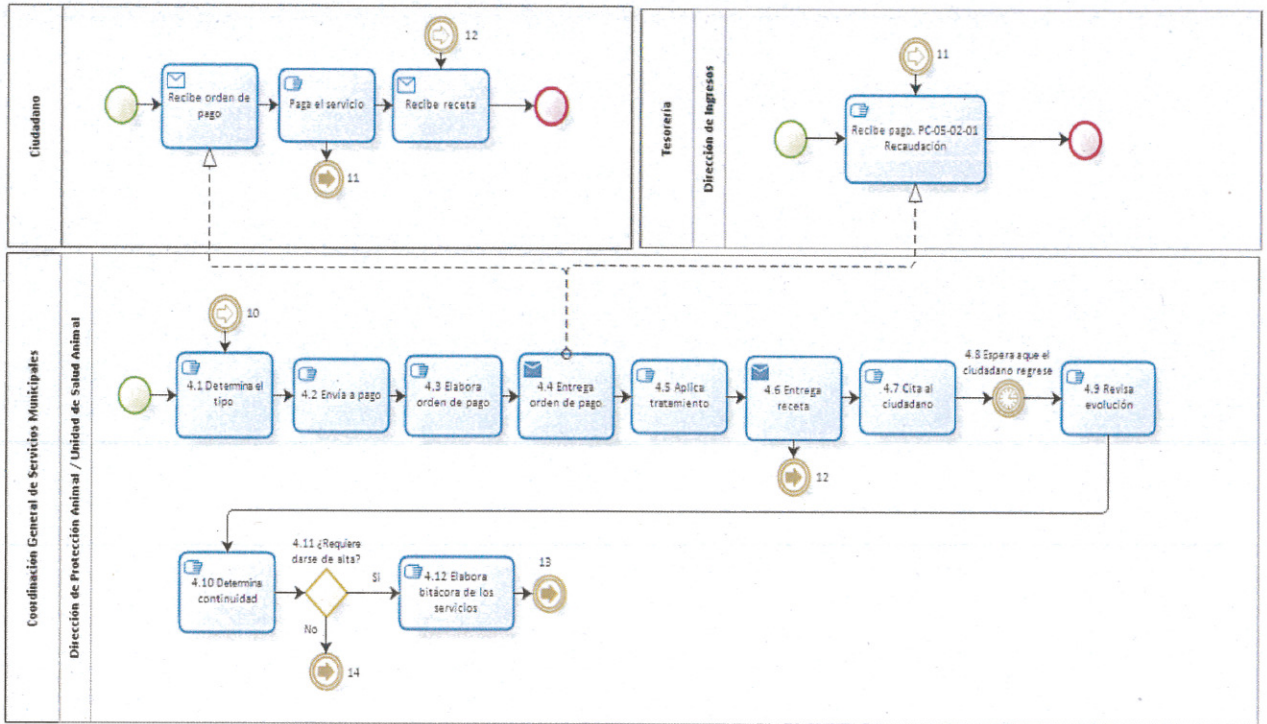 Ciudadano
12
Recibe orden de
pago
Paga el servicio
Recibe receta
11
Tesorería
Dirección de Ingresos
11
Recibe pago. PC-05-02-01
Recaudación
Coordinación General de Servicios Municipales
Dirección de Protección Animal / Unidad de Salud Animal
10
4.1 Determina el
tipo
4.2 Envía a pago
4.3 Elabora
orden de pago
4.4 Entrega
orden de pago
4.5 Aplica
tratamiento
4.6 Entrega
receta
12
4.7 Cita al
ciudadano
4.8 Espera a que el
ciudadano regrese
4.9 Revisa
evolución
4.10 Determina
continuidad
4.11 ¿Requiere
darse de alta?
Si
No
14
4.12 Elabora
bitácora de los
servicios
13